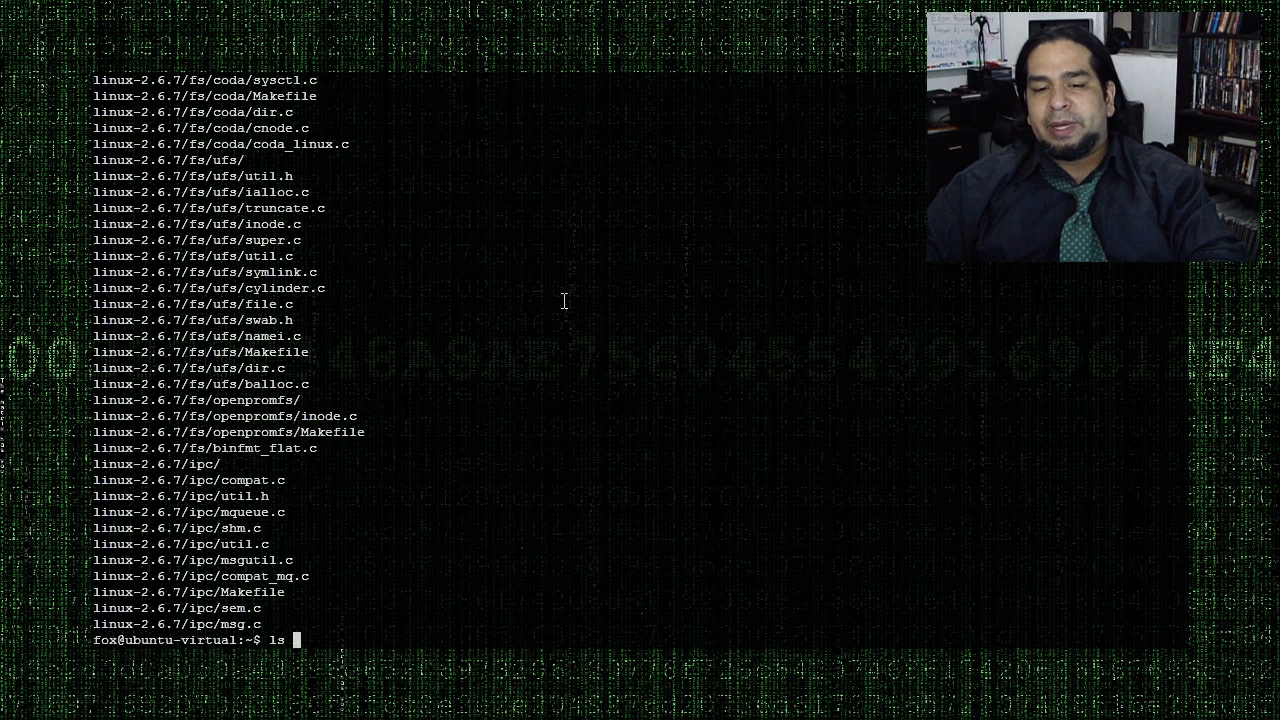 linux-2.6.7/fs/coda/sysctl.c
linux-2.6.7/fs/coda/Makefile
linux-2.6.7/fs/coda/dir.c
linux-2.6.7/fs/coda/cnode.c
linux-2.6.7/fs/coda/coda_linux.c
linux-2.6.7/fs/ufs/
linux-2.6.7/fs/ufs/util.h
linux-2.6.7/fs/ufs/ialloc.c
linux-2.6.7/fs/ufs/truncate.c
linux-2.6.7/fs/ufs/inode.c
linux-2.6.7/fs/ufs/super.c
linux-2.6.7/fs/ufs/util.c
linux-2.6.7/fs/ufs/symlink.c
linux-2.6.7/fs/ufs/cylinder.c
linux-2.6.7/fs/ufs/file.c
linux-2.6.7/fs/ufs/swab.h
linux-2.6.7/fs/ufs/namei.c
linux-2.6.7/fs/ufs/Makefile
linux-2.6.7/fs/ufs/dir.c
linux-2.6.7/fs/ufs/balloc.c
linux-2.6.7/fs/openpromfs/
linux-2.6.7/fs/openpromfs/inode.c
linux-2.6.7/fs/openpromfs/Makefile
linux-2.6.7/fs/binfmt_flat.c
linux-2.6.7/ipc/
linux-2.6.7/ipc/compat.c
linux-2.6.7/ipc/util.h
linux-2.6.7/ipc/mqueue.c
linux-2.6.7/ipc/shm.c
linux-2.6.7/ipc/util.c
linux-2.6.7/ipc/msgutil.c
linux-2.6.7/ipc/compat_mq.c
linux-2.6.7/ipc/Makefile
linux-2.6.7/ipc/sem.c
linux-2.6.7/ipc/msg.c
fox@ubuntu-virtual:~$ ls